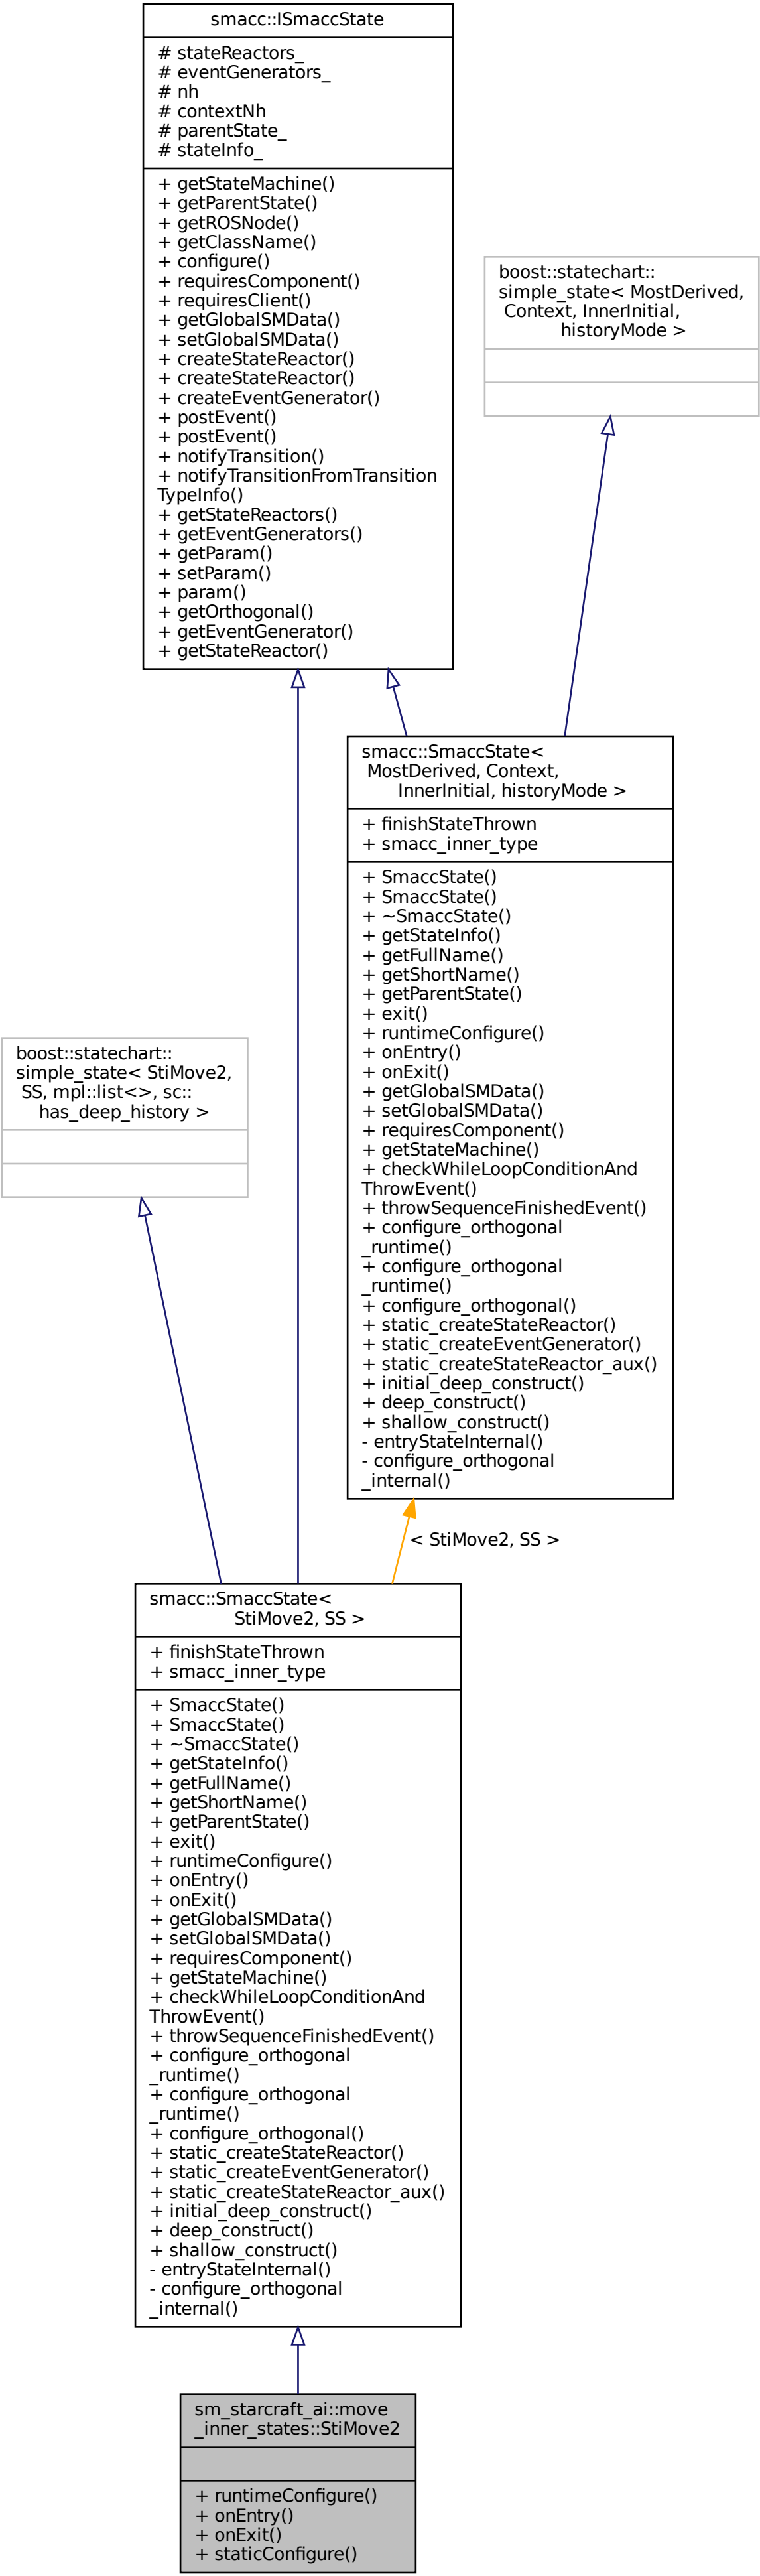 smacc::ISmaccState
# stateReactors_
# eventGenerators_
# nh
# contextNh
# parentState_
# stateInfo_
+ getStateMachine()
+ getParentState()
+ getROSNode()
+ getClassName()
+ configure()
+ requiresComponent()
+ requiresClient()
+ getGlobalSMData()
+ setGlobalSMData()
+ createStateReactor()
+ createStateReactor()
+ createEventGenerator()
+ postEvent()
+ postEvent()
+ notifyTransition()
+ notifyTransitionFromTransition
TypeInfo()
+ getStateReactors()
+ getEventGenerators()
+ getParam()
+ setParam()
+ param()
+ getOrthogonal()
+ getEventGenerator()
+ getStateReactor()
boost::statechart::
simple_state< MostDerived,
Context, InnerInitial,
historyMode >
smacc::SmaccState<
MostDerived, Context,
InnerInitial, historyMode >
+ finishStateThrown
+ smacc_inner_type
+ SmaccState()
+ SmaccState()
+ ~SmaccState()
+ getStateInfo()
+ getFullName()
+ getShortName()
+ getParentState()
+ exit()
+ runtimeConfigure()
+ onEntry()
+ onExit()
+ getGlobalSMData()
+ setGlobalSMData()
+ requiresComponent()
+ getStateMachine()
+ checkWhileLoopConditionAnd
ThrowEvent()
+ throwSequenceFinishedEvent()
+ configure_orthogonal
_runtime()
+ configure_orthogonal
_runtime()
+ configure_orthogonal()
+ static_createStateReactor()
+ static_createEventGenerator()
+ static_createStateReactor_aux()
+ initial_deep_construct()
+ deep_construct()
+ shallow_construct()
- entryStateInternal()
- configure_orthogonal
_internal()
boost::statechart::
simple_state< StiMove2,
SS, mpl::list<>, sc::
has_deep_history >
< StiMove2, SS >
smacc::SmaccState<
StiMove2, SS >
+ finishStateThrown
+ smacc_inner_type
+ SmaccState()
+ SmaccState()
+ ~SmaccState()
+ getStateInfo()
+ getFullName()
+ getShortName()
+ getParentState()
+ exit()
+ runtimeConfigure()
+ onEntry()
+ onExit()
+ getGlobalSMData()
+ setGlobalSMData()
+ requiresComponent()
+ getStateMachine()
+ checkWhileLoopConditionAnd
ThrowEvent()
+ throwSequenceFinishedEvent()
+ configure_orthogonal
_runtime()
+ configure_orthogonal
_runtime()
+ configure_orthogonal()
+ static_createStateReactor()
+ static_createEventGenerator()
+ static_createStateReactor_aux()
+ initial_deep_construct()
+ deep_construct()
+ shallow_construct()
- entryStateInternal()
- configure_orthogonal
_internal()
sm_starcraft_ai::move
_inner_states::StiMove2
+ runtimeConfigure()
+ onEntry()
+ onExit()
+ staticConfigure()